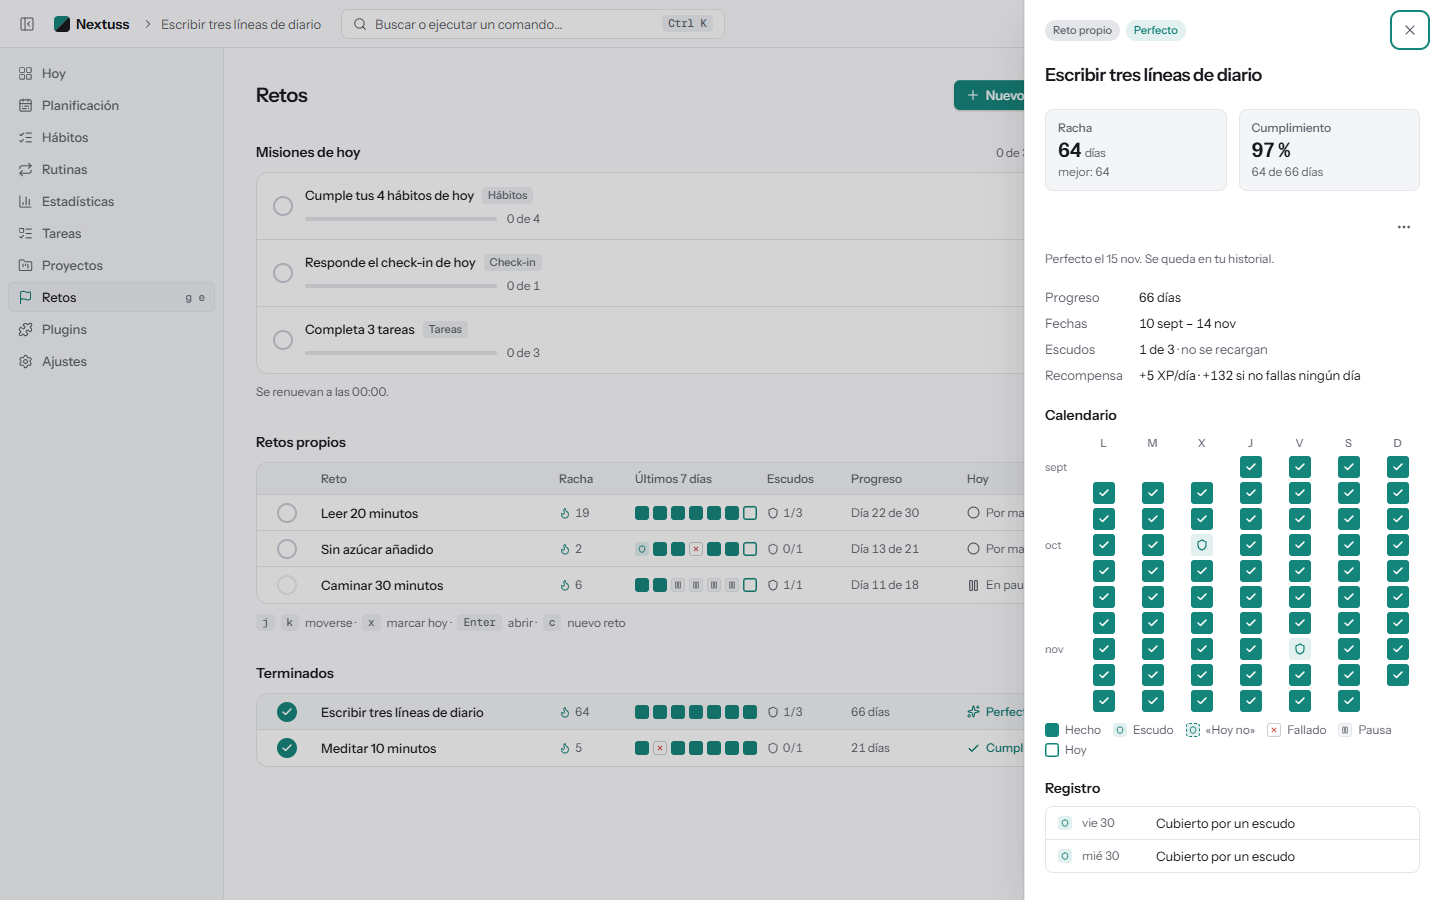 Nextuss
Escribir tres líneas de diario
Buscar o ejecutar un comando...
Ctrl K
Hoy
Planificación
Hábitos
Rutinas
Estadísticas
Tareas
Proyectos
Retos
g e
Plugins
Ajustes
Retos
+ Nuevo
Misiones de hoy
0 de
Cumple tus 4 hábitos de hoy Hábitos
0 de 4
Responde el check-in de hoy Check-in
0 de 1
Completa 3 tareas Tareas
0 de 3
Se renuevan a las 00:00.
Retos propios
Reto Racha Últimos 7 días Escudos Progreso Hoy
Leer 20 minutos 19 1/3 Día 22 de 30 Por ma
Sin azúcar añadido 2 0/1 Día 13 de 21 Por ma
Caminar 30 minutos 6 1/1 Día 11 de 18 En pau
j k moverse · x marcar hoy · Enter abrir · c nuevo reto
Terminados
Escribir tres líneas de diario 64 1/3 66 días Perfect
Meditar 10 minutos 5 0/1 21 días Cumpl
Reto propio Perfecto
Escribir tres líneas de diario
Racha
64 días
mejor: 64
Cumplimiento
97 %
64 de 66 días
Perfecto el 15 nov. Se queda en tu historial.
Progreso 66 días
Fechas 10 sept – 14 nov
Escudos 1 de 3 · no se recargan
Recompensa +5 XP/día · +132 si no fallas ningún día
Calendario
L M X J V S D
sept
oct
nov
Hecho Escudo «Hoy no» Fallado Pausa
Hoy
Registro
vie 30 Cubierto por un escudo
mié 30 Cubierto por un escudo